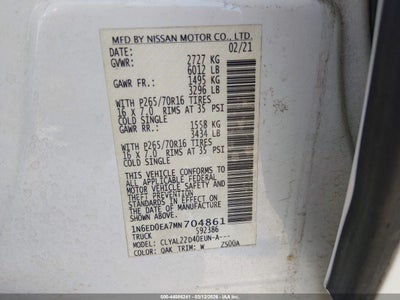 MFD BY NISSAN MOTOR CO., LTD.
DATE: 02/21
GVWR: 2727 KG
6012 LB
GAWR FR.: 1495 KG
3296 LB
WITH P265/70R16 TIRES
16 X 7.0 RIMS AT 35 PSI
COLD SINGLE
GAWR RR.: 1558 KG
3434 LB
WITH P265/70R16 TIRES
16 X 7.0 RIMS AT 35 PSI
COLD SINGLE
THIS VEHICLE CONFORMS TO
ALL APPLICABLE FEDERAL
MOTOR VEHICLE SAFETY AND
THEFT PREVENTION STANDARDS
IN EFFECT ON THE DATE OF
MANUFACTURE SHOWN ABOVE.
1N6ED0EA7MN704861
TRUCK 592386
MODEL: CLYAL22D40EUN-A---
COLOR: QAK TRIM: W